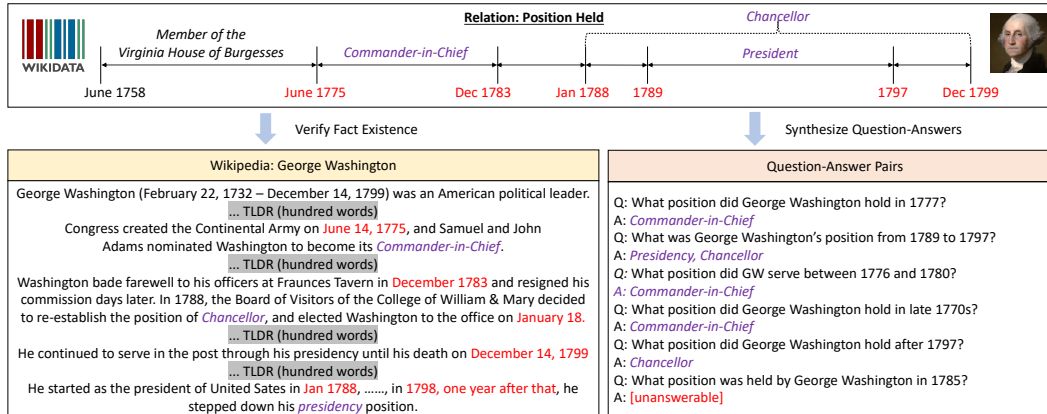 Relation: Position Held
Chancellor
WIKIDATA
Member of the
Virginia House of Burgesses
Commander-in-Chief
President
June 1758
June 1775
Dec 1783
Jan 1788
1789
1797
Dec 1799
Verify Fact Existence
Synthesize Question-Answers
Wikipedia: George Washington
George Washington (February 22, 1732 – December 14, 1799) was an American political leader.
... TLDR (hundred words)
Congress created the Continental Army on June 14, 1775, and Samuel and John
Adams nominated Washington to become its Commander-in-Chief.
... TLDR (hundred words)
Washington bade farewell to his officers at Fraunces Tavern in December 1783 and resigned his
commission days later. In 1788, the Board of Visitors of the College of William & Mary decided
to re-establish the position of Chancellor, and elected Washington to the office on January 18.
... TLDR (hundred words)
He continued to serve in the post through his presidency until his death on December 14, 1799
... TLDR (hundred words)
He started as the president of United Sates in Jan 1788, ......, in 1798, one year after that, he
stepped down his presidency position.
Question-Answer Pairs
Q: What position did George Washington hold in 1777?
A: Commander-in-Chief
Q: What was George Washington's position from 1789 to 1797?
A: Presidency, Chancellor
Q: What position did GW serve between 1776 and 1780?
A: Commander-in-Chief
Q: What position did George Washington hold in late 1770s?
A: Commander-in-Chief
Q: What position did George Washington hold after 1797?
A: Chancellor
Q: What position was held by George Washington in 1785?
A: [unanswerable]